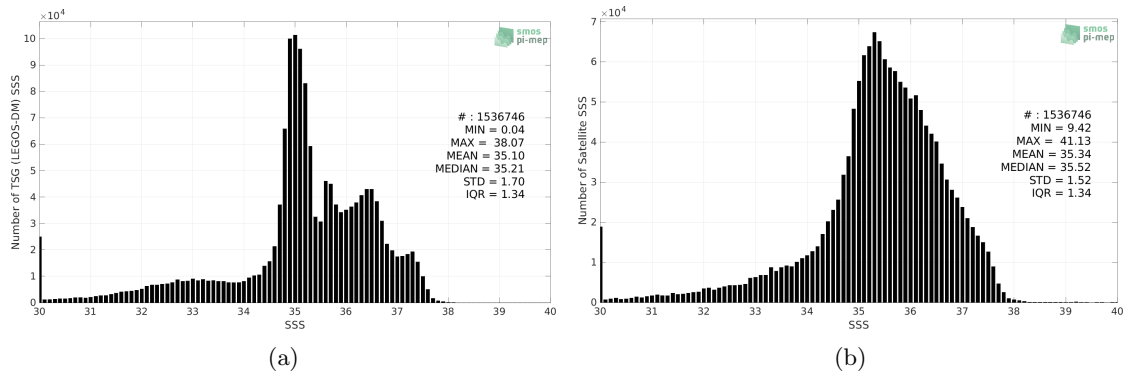 ×10⁴
10
9
8
7
6
5
4
3
2
1
0
Number of TSG (LEGOS-DM) SSS
smos
pi-mep
# : 1536746
MIN = 0.04
MAX = 38.07
MEAN = 35.10
MEDIAN = 35.21
STD = 1.70
IQR = 1.34
30 31 32 33 34 35 36 37 38 39 40
SSS
(a)
×10⁴
7
6
5
4
3
2
1
0
Number of Satellite SSS
smos
pi-mep
# : 1536746
MIN = 9.42
MAX = 41.13
MEAN = 35.34
MEDIAN = 35.52
STD = 1.52
IQR = 1.34
30 31 32 33 34 35 36 37 38 39 40
SSS
(b)